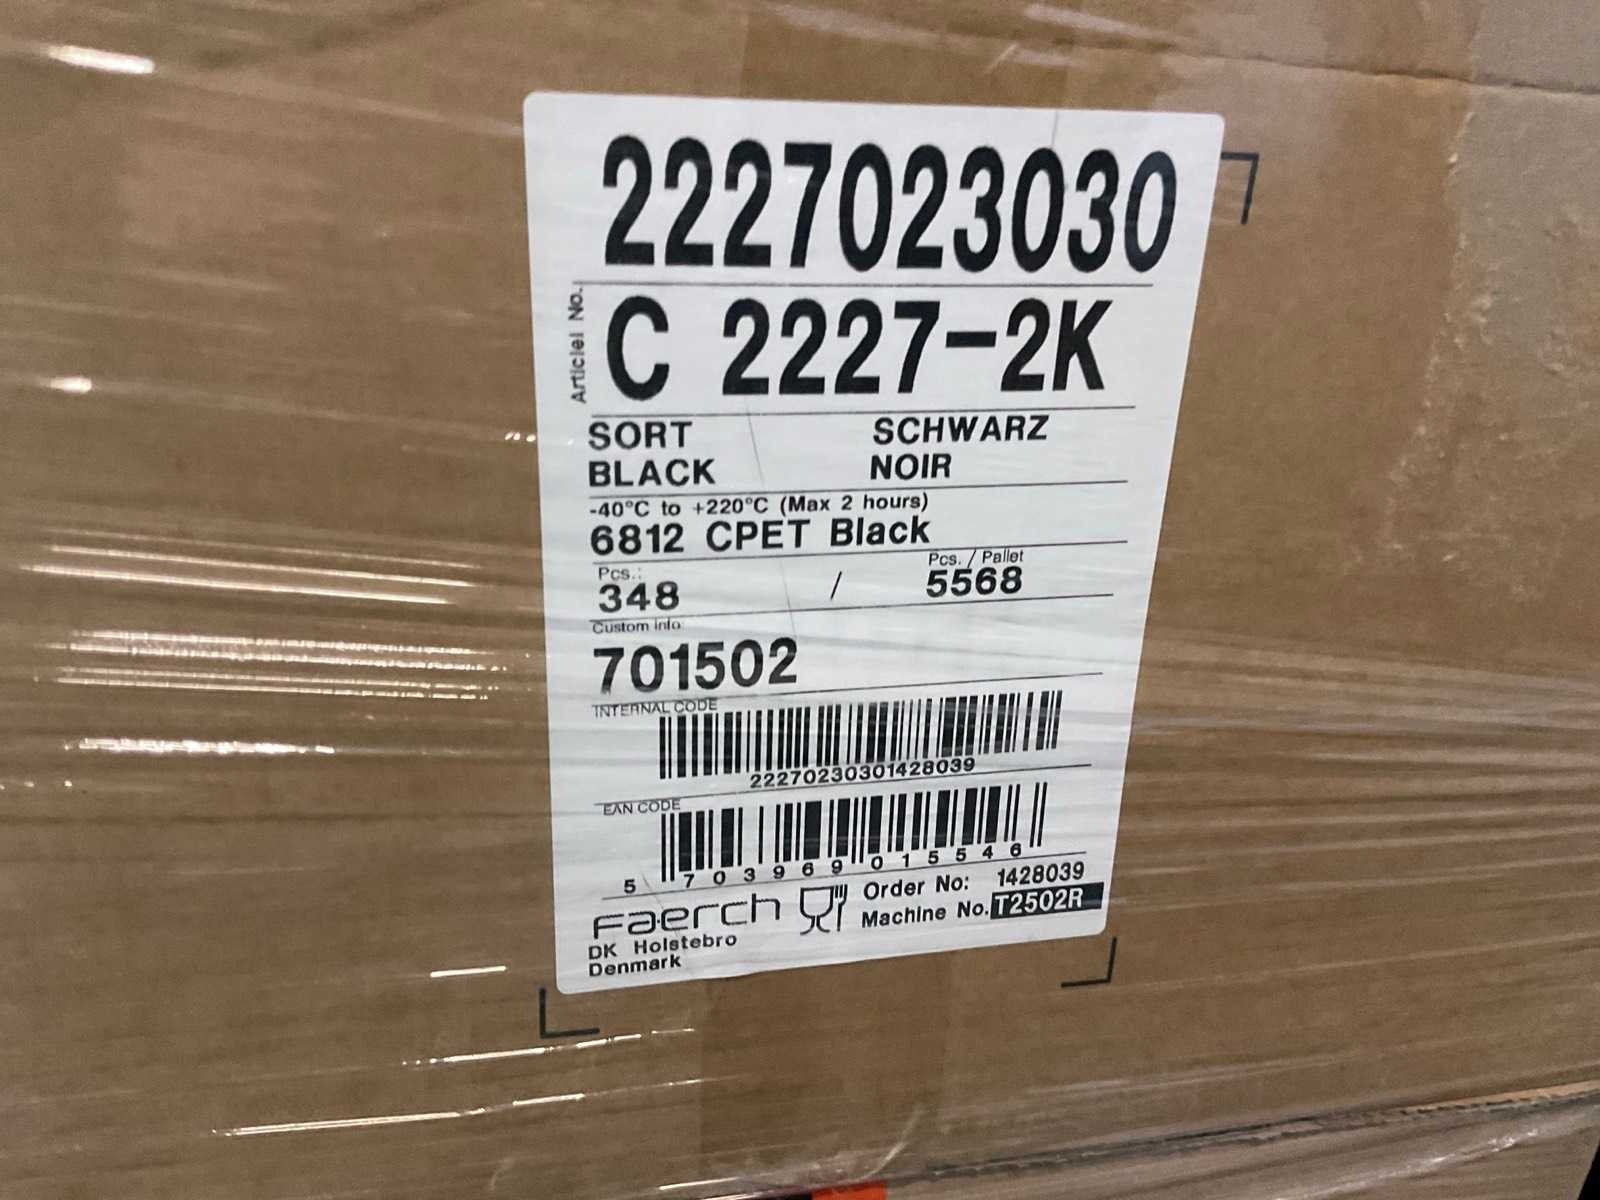 2227023030
Articlel No.
C 2227-2K
SORT SCHWARZ
BLACK NOIR
-40°C to +220°C (Max 2 hours)
6812 CPET Black
Pcs.: Pcs. / Pallet
348 / 5568
Custom info:
701502
INTERNAL CODE
22270230301428039
EAN CODE
5 703969 015546
faerch
Order No: 1428039
Machine No. T2502R
DK Holstebro
Denmark